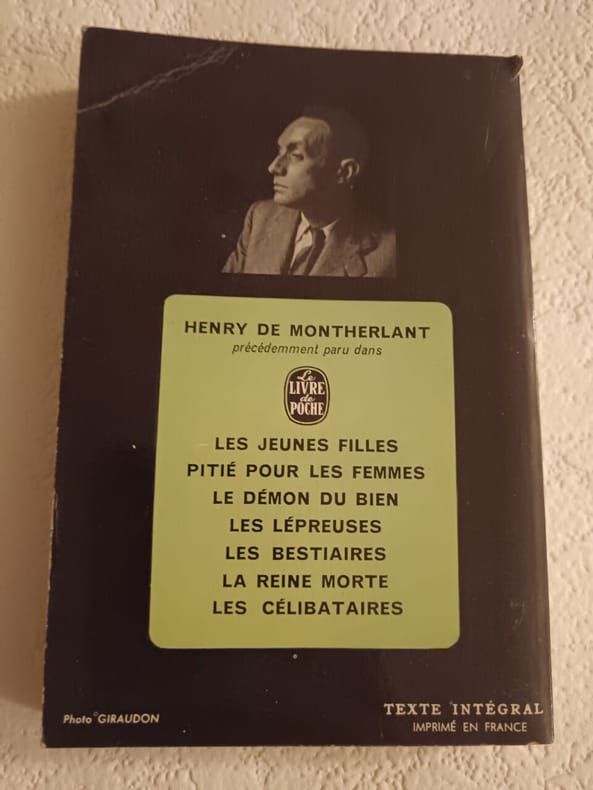 HENRY DE MONTHERLANT
précédemment paru dans
Le
LIVRE
de
POCHE
LES JEUNES FILLES
PITIÉ POUR LES FEMMES
LE DÉMON DU BIEN
LES LÉPREUSES
LES BESTIAIRES
LA REINE MORTE
LES CÉLIBATAIRES
Photo GIRAUDON
TEXTE INTÉGRAL
IMPRIMÉ EN FRANCE